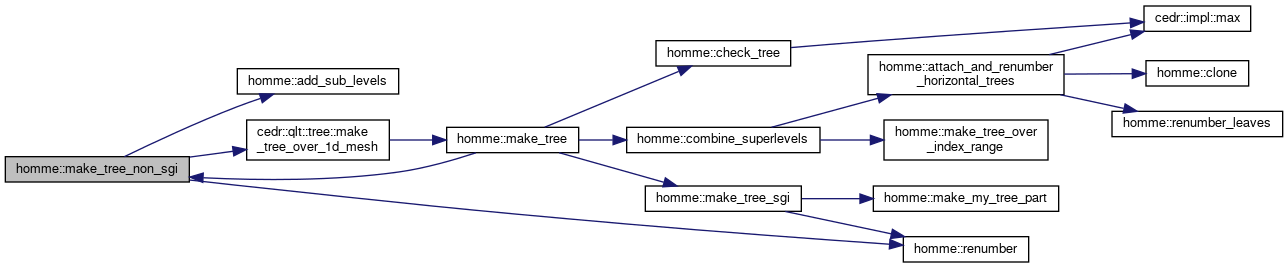 homme::make_tree_non_sgi
homme::add_sub_levels
cedr::qlt::tree::make
_tree_over_1d_mesh
homme::make_tree
homme::check_tree
homme::combine_superlevels
homme::make_tree_sgi
cedr::impl::max
homme::attach_and_renumber
_horizontal_trees
homme::clone
homme::renumber_leaves
homme::make_tree_over
_index_range
homme::make_my_tree_part
homme::renumber